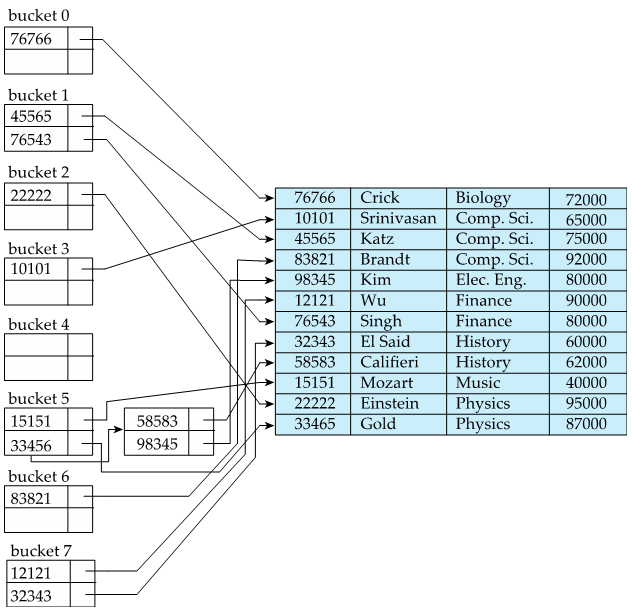 bucket 0
76766
bucket 1
45565
76543
bucket 2
22222
bucket 3
10101
bucket 4
bucket 5
15151
33456
58583
98345
bucket 6
83821
bucket 7
12121
32343
76766 Crick Biology 72000
10101 Srinivasan Comp. Sci. 65000
45565 Katz Comp. Sci. 75000
83821 Brandt Comp. Sci. 92000
98345 Kim Elec. Eng. 80000
12121 Wu Finance 90000
76543 Singh Finance 80000
32343 El Said History 60000
58583 Califieri History 62000
15151 Mozart Music 40000
22222 Einstein Physics 95000
33465 Gold Physics 87000